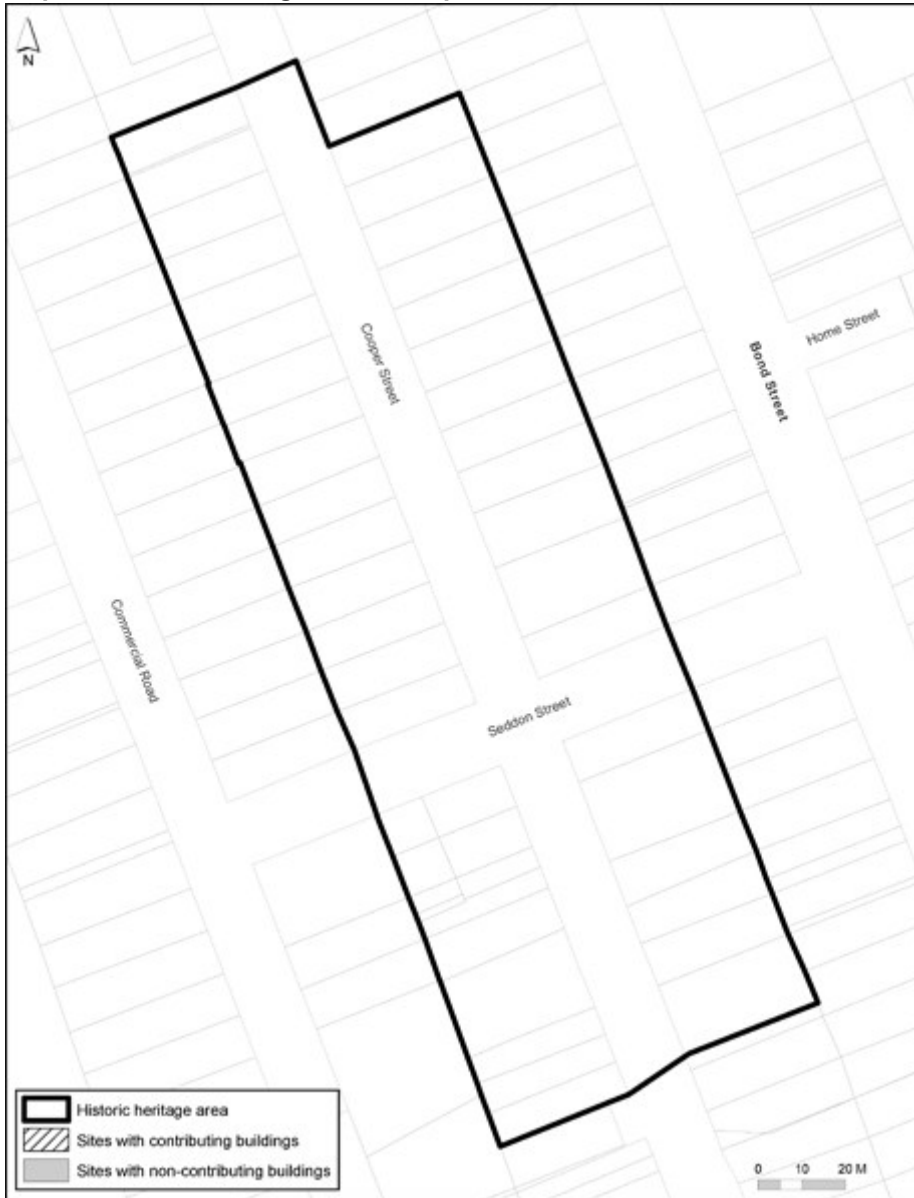 N
Cooper Street
Home Street
Bond Street
Commercial Road
Seddon Street
Historic heritage area
Sites with contributing buildings
Sites with non-contributing buildings
0 10 20 M